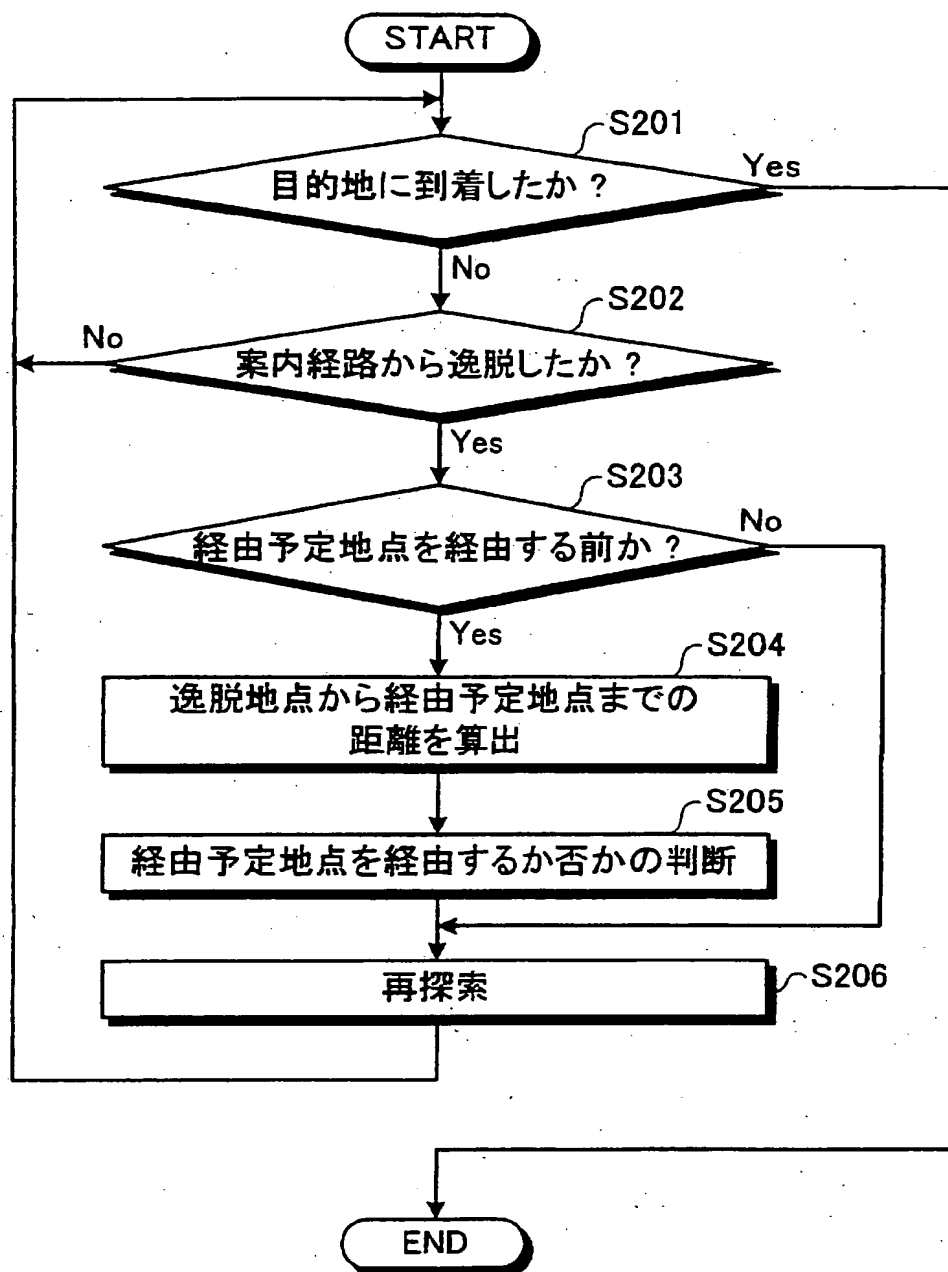 START
S201
目的地に到着したか？
Yes
No
S202
No
案内経路から逸脱したか？
Yes
S203
No
経由予定地点を経由する前か？
Yes
S204
逸脱地点から経由予定地点までの
距離を算出
S205
経由予定地点を経由するか否かの判断
再探索
S206
END